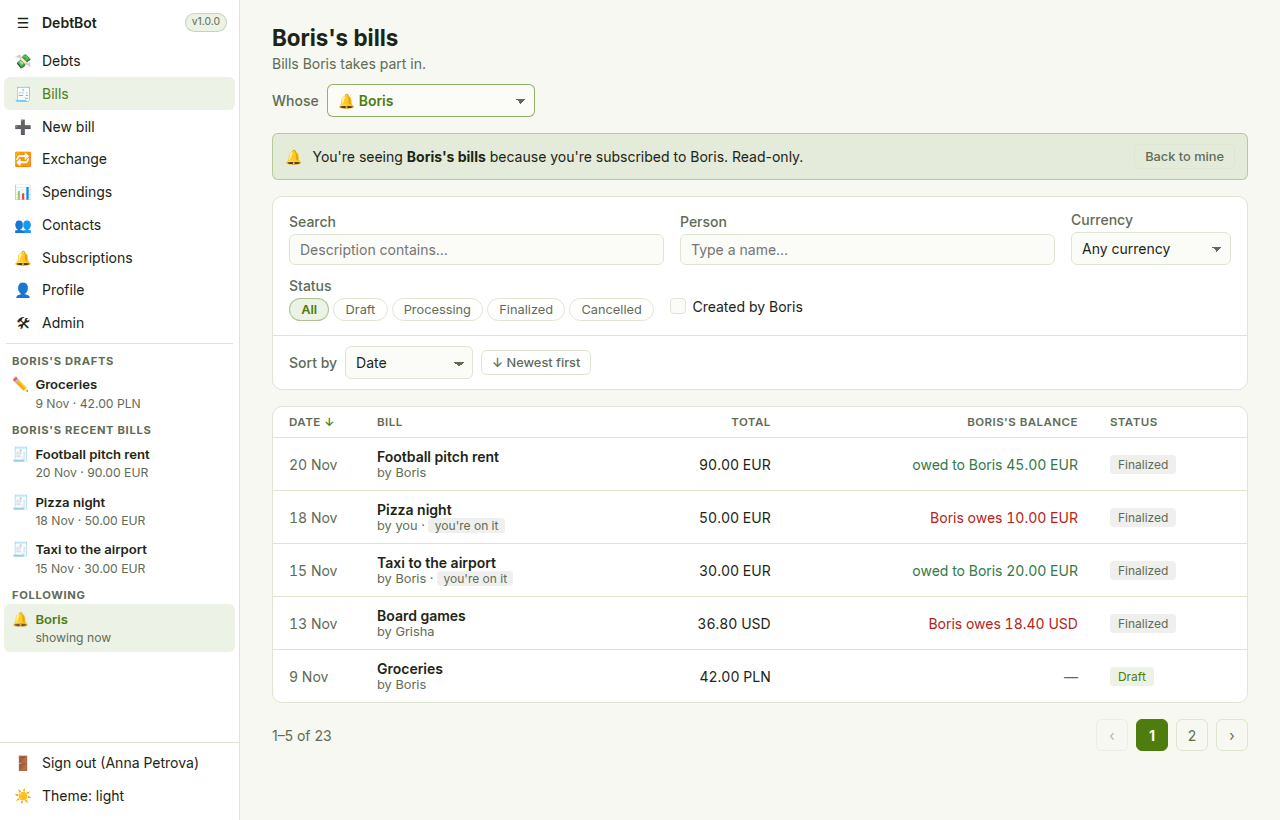 ☰ DebtBot v1.0.0
Debts
Bills
New bill
Exchange
Spendings
Contacts
Subscriptions
Profile
Admin
BORIS'S DRAFTS
Groceries
9 Nov · 42.00 PLN
BORIS'S RECENT BILLS
Football pitch rent
20 Nov · 90.00 EUR
Pizza night
18 Nov · 50.00 EUR
Taxi to the airport
15 Nov · 30.00 EUR
FOLLOWING
Boris
showing now
Sign out (Anna Petrova)
Theme: light
Boris's bills
Bills Boris takes part in.
Whose Boris
You're seeing Boris's bills because you're subscribed to Boris. Read-only. Back to mine
Search Person Currency
Description contains... Type a name... Any currency
Status
All Draft Processing Finalized Cancelled Created by Boris
Sort by Date ↓ Newest first
DATE ↓ BILL TOTAL BORIS'S BALANCE STATUS
20 Nov Football pitch rent 90.00 EUR owed to Boris 45.00 EUR Finalized
by Boris
18 Nov Pizza night 50.00 EUR Boris owes 10.00 EUR Finalized
by you · you're on it
15 Nov Taxi to the airport 30.00 EUR owed to Boris 20.00 EUR Finalized
by Boris · you're on it
13 Nov Board games 36.80 USD Boris owes 18.40 USD Finalized
by Grisha
9 Nov Groceries 42.00 PLN — Draft
by Boris
1–5 of 23 ‹ 1 2 ›